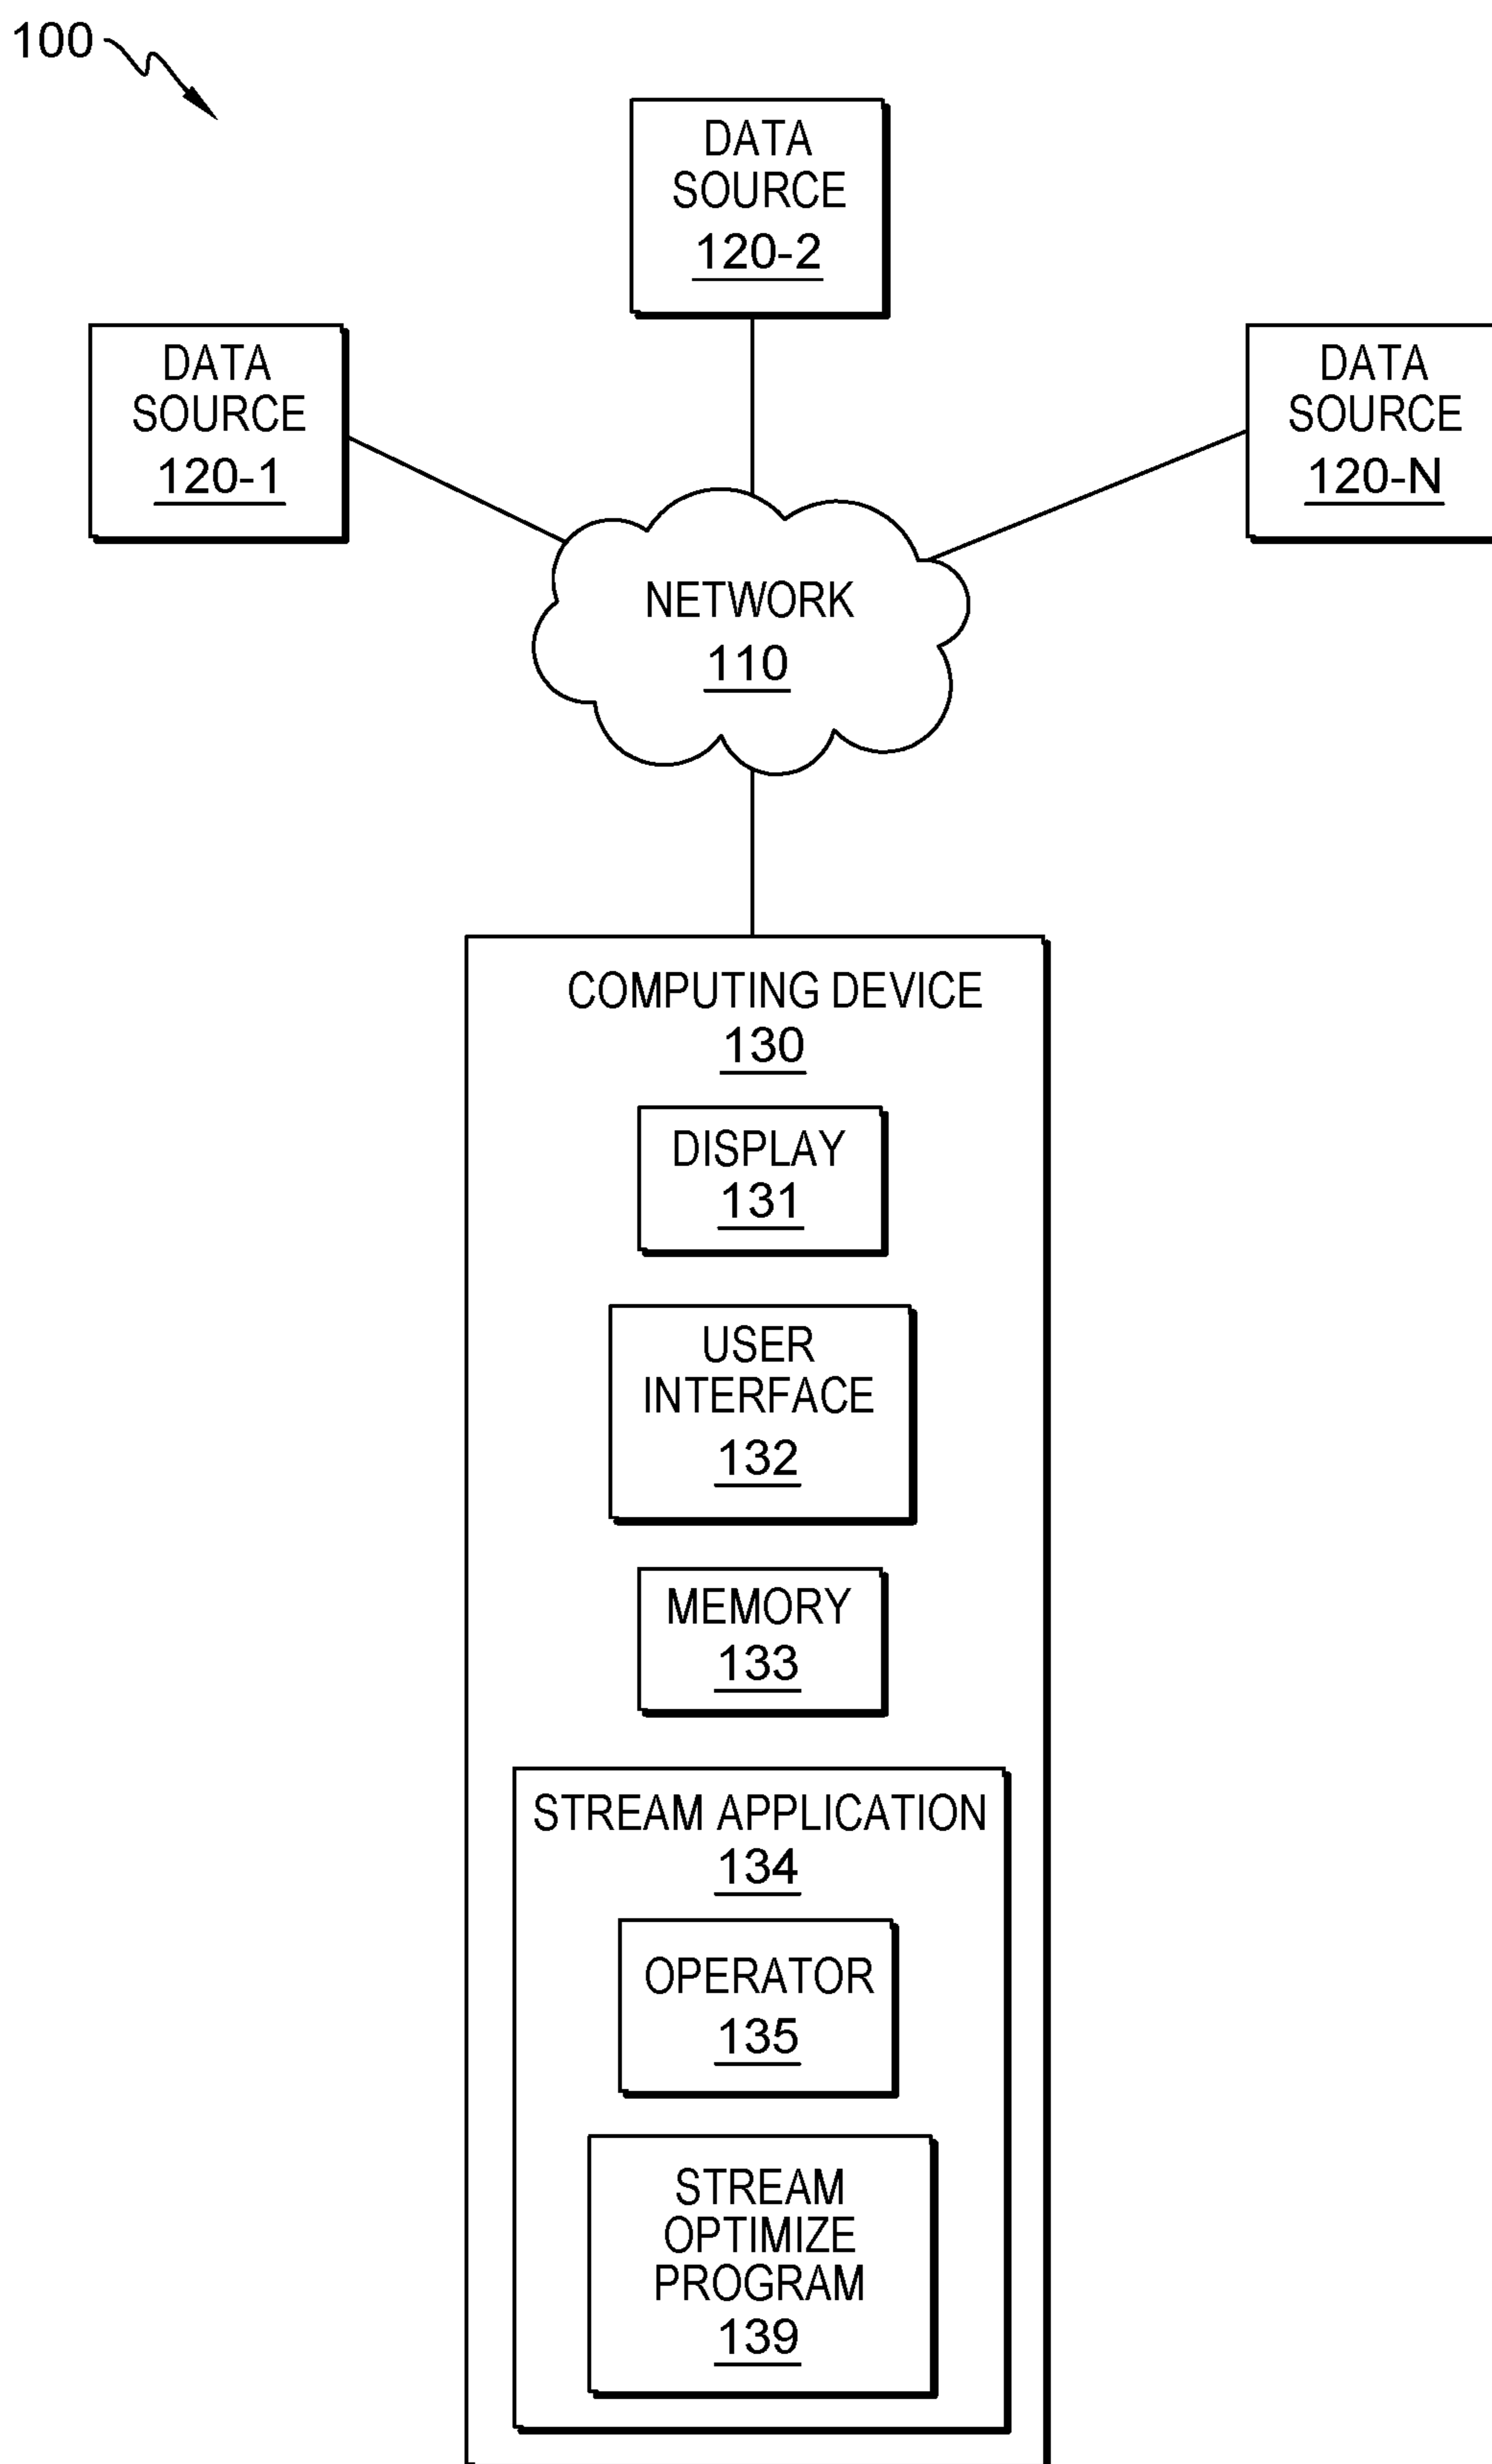 100
DATA
SOURCE
120-2
DATA
SOURCE
120-1
DATA
SOURCE
120-N
NETWORK
110
COMPUTING DEVICE
130
DISPLAY
131
USER
INTERFACE
132
MEMORY
133
STREAM APPLICATION
134
OPERATOR
135
STREAM
OPTIMIZE
PROGRAM
139